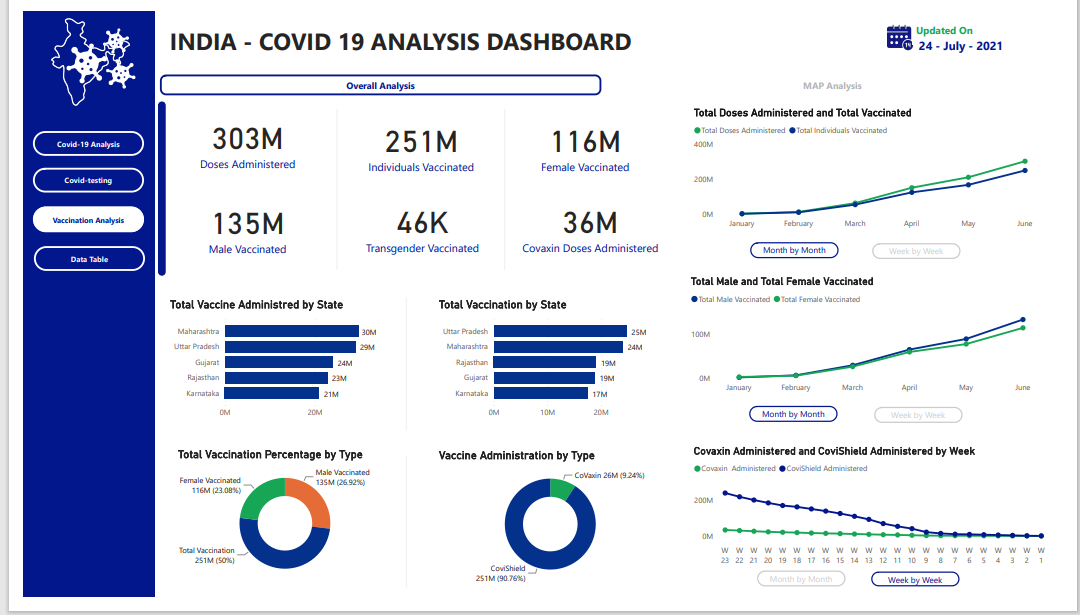 INDIA - COVID 19 ANALYSIS DASHBOARD
Updated On
24 - July - 2021
Covid-19 Analysis
Covid-testing
Vaccination Analysis
Data Table
Overall Analysis
MAP Analysis
303M
Doses Administered
251M
Individuals Vaccinated
116M
Female Vaccinated
135M
Male Vaccinated
46K
Transgender Vaccinated
36M
Covaxin Doses Administered
Total Vaccine Administred by State
Maharashtra 30M
Uttar Pradesh 29M
Gujarat 24M
Rajasthan 23M
Karnataka 21M
0M 20M
Total Vaccination by State
Uttar Pradesh 25M
Maharashtra 24M
Rajasthan 19M
Gujarat 19M
Karnataka 17M
0M 10M 20M
Total Vaccination Percentage by Type
Male Vaccinated
135M (26.92%)
Female Vaccinated
116M (23.08%)
Total Vaccination
251M (50%)
Vaccine Administration by Type
CoVaxin 26M (9.24%)
CoviShield
251M (90.76%)
Total Doses Administered and Total Vaccinated
Total Doses Administered Total Individuals Vaccinated
400M
200M
0M
January February March April May June
Month by Month Week by Week
Total Male and Total Female Vaccinated
Total Male Vaccinated Total Female Vaccinated
100M
0M
January February March April May June
Month by Month Week by Week
Covaxin Administered and CoviShield Administered by Week
Covaxin Administered CoviShield Administered
200M
0M
W W W W W W W W W W W W W W W W W W W W W W W
23 22 21 20 19 18 17 16 15 14 13 12 11 10 9 8 7 6 5 4 3 2 1
Month by Month Week by Week